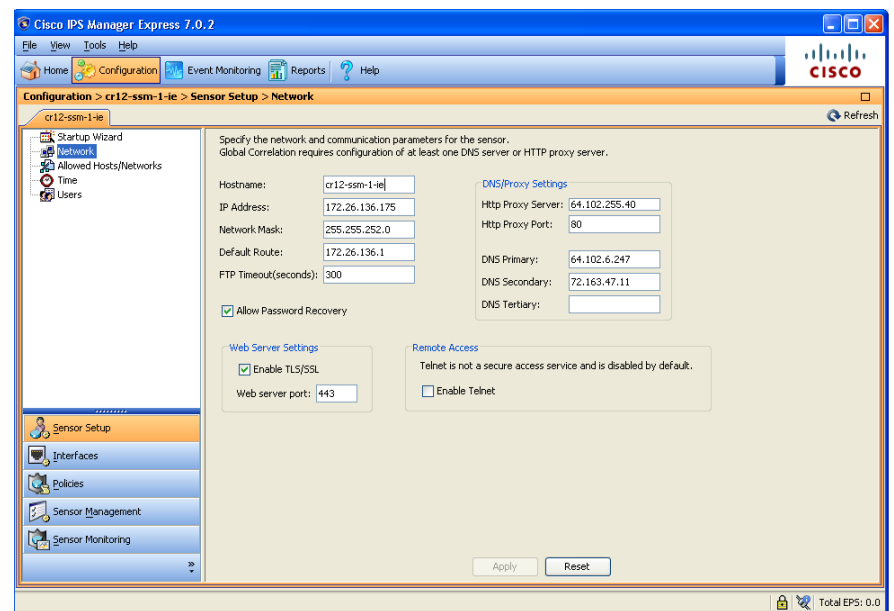 Cisco IPS Manager Express 7.0.2
File View Tools Help
Home Configuration Event Monitoring Reports Help
CISCO
Configuration > cr12-ssm-1-ie > Sensor Setup > Network
cr12-ssm-1-ie
Refresh
Startup Wizard
Network
Allowed Hosts/Networks
Time
Users
Sensor Setup
Interfaces
Policies
Sensor Management
Sensor Monitoring
Specify the network and communication parameters for the sensor.
Global Correlation requires configuration of at least one DNS server or HTTP proxy server.
Hostname: cr12-ssm-1-ie
IP Address: 172.26.136.175
Network Mask: 255.255.252.0
Default Route: 172.26.136.1
FTP Timeout(seconds): 300
Allow Password Recovery
DNS/Proxy Settings
Http Proxy Server: 64.102.255.40
Http Proxy Port: 80
DNS Primary: 64.102.6.247
DNS Secondary: 72.163.47.11
DNS Tertiary:
Web Server Settings
Enable TLS/SSL
Web server port: 443
Remote Access
Telnet is not a secure access service and is disabled by default.
Enable Telnet
Apply Reset
Total EPS: 0.0